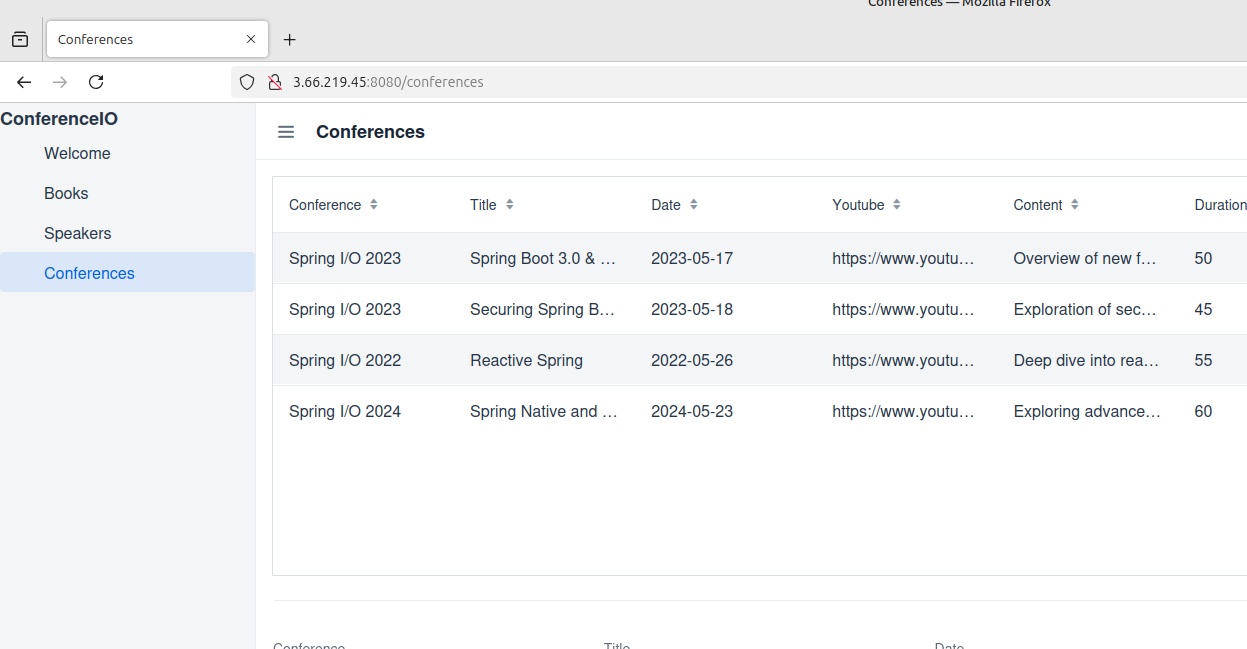 Conferences — Mozilla Firefox
Conferences
3.66.219.45:8080/conferences
ConferenceIO
Welcome
Books
Speakers
Conferences
Conferences
Conference Title Date Youtube Content Duration
Spring I/O 2023 Spring Boot 3.0 & ... 2023-05-17 https://www.youtu... Overview of new f... 50
Spring I/O 2023 Securing Spring B... 2023-05-18 https://www.youtu... Exploration of sec... 45
Spring I/O 2022 Reactive Spring 2022-05-26 https://www.youtu... Deep dive into rea... 55
Spring I/O 2024 Spring Native and ... 2024-05-23 https://www.youtu... Exploring advance... 60
Conference Title Date